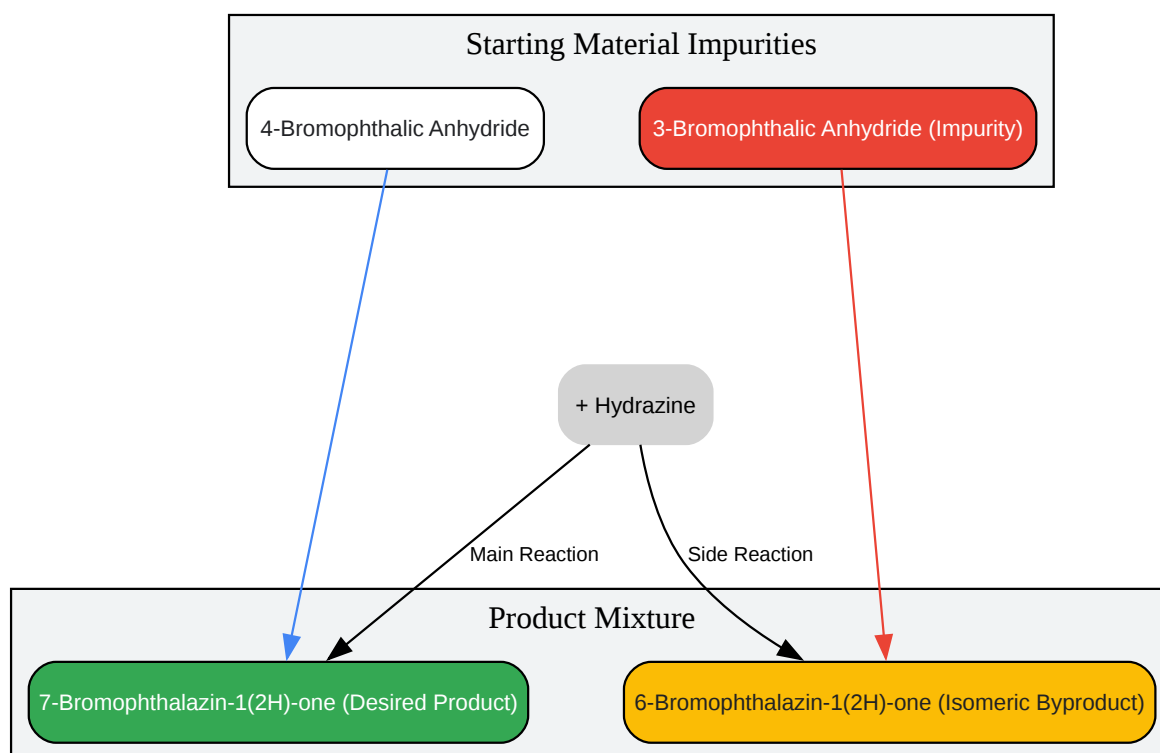 Starting Material Impurities
4-Bromophthalic Anhydride
3-Bromophthalic Anhydride (Impurity)
+ Hydrazine
Main Reaction
Side Reaction
Product Mixture
7-Bromophthalazin-1(2H)-one (Desired Product)
6-Bromophthalazin-1(2H)-one (Isomeric Byproduct)